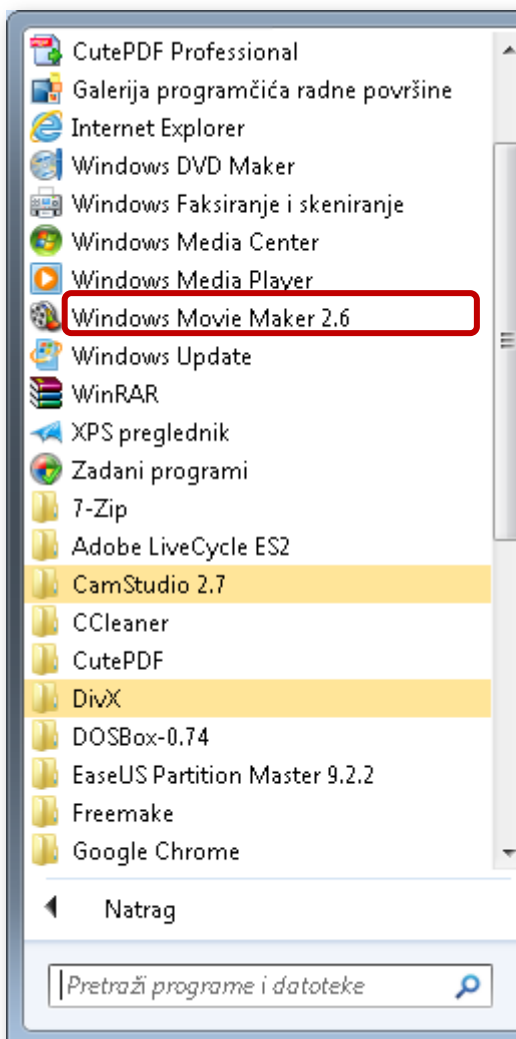 CutePDF Professional
Galerija programčića radne površine
Internet Explorer
Windows DVD Maker
Windows Faksiranje i skeniranje
Windows Media Center
Windows Media Player
Windows Movie Maker 2.6
Windows Update
WinRAR
XPS preglednik
Zadani programi
7-Zip
Adobe LiveCycle ES2
CamStudio 2.7
CCleaner
CutePDF
DivX
DOSBox-0.74
EaseUS Partition Master 9.2.2
Freemake
Google Chrome
Natrag
Pretraži programe i datoteke